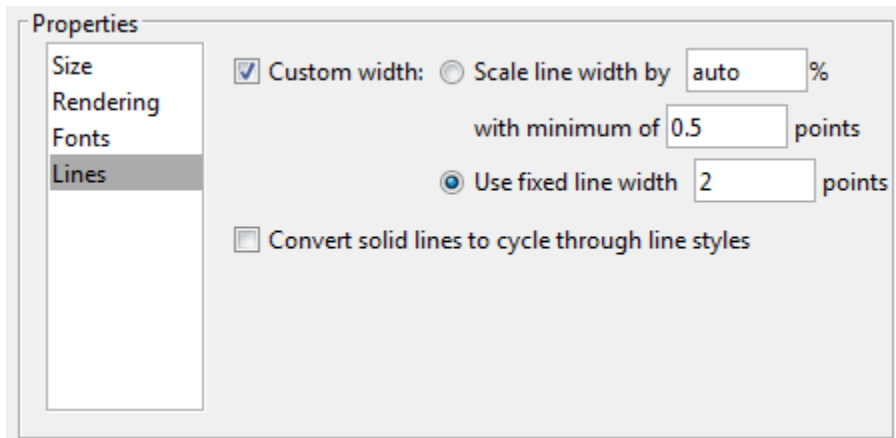 Properties
Size
Rendering
Fonts
Lines
Custom width: Scale line width by auto %
with minimum of 0.5 points
Use fixed line width 2 points
Convert solid lines to cycle through line styles